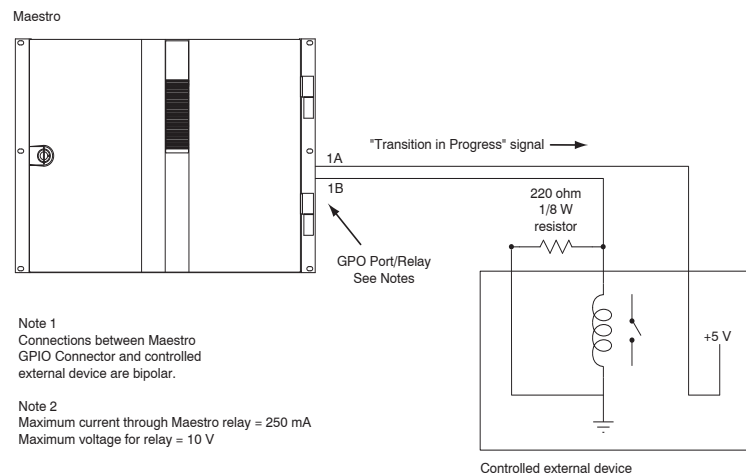 Maestro
"Transition in Progress" signal
1A
1B
220 ohm
1/8 W
resistor
GPO Port/Relay
See Notes
+5 V
Note 1
Connections between Maestro
GPIO Connector and controlled
external device are bipolar.
Note 2
Maximum current through Maestro relay = 250 mA
Maximum voltage for relay = 10 V
Controlled external device